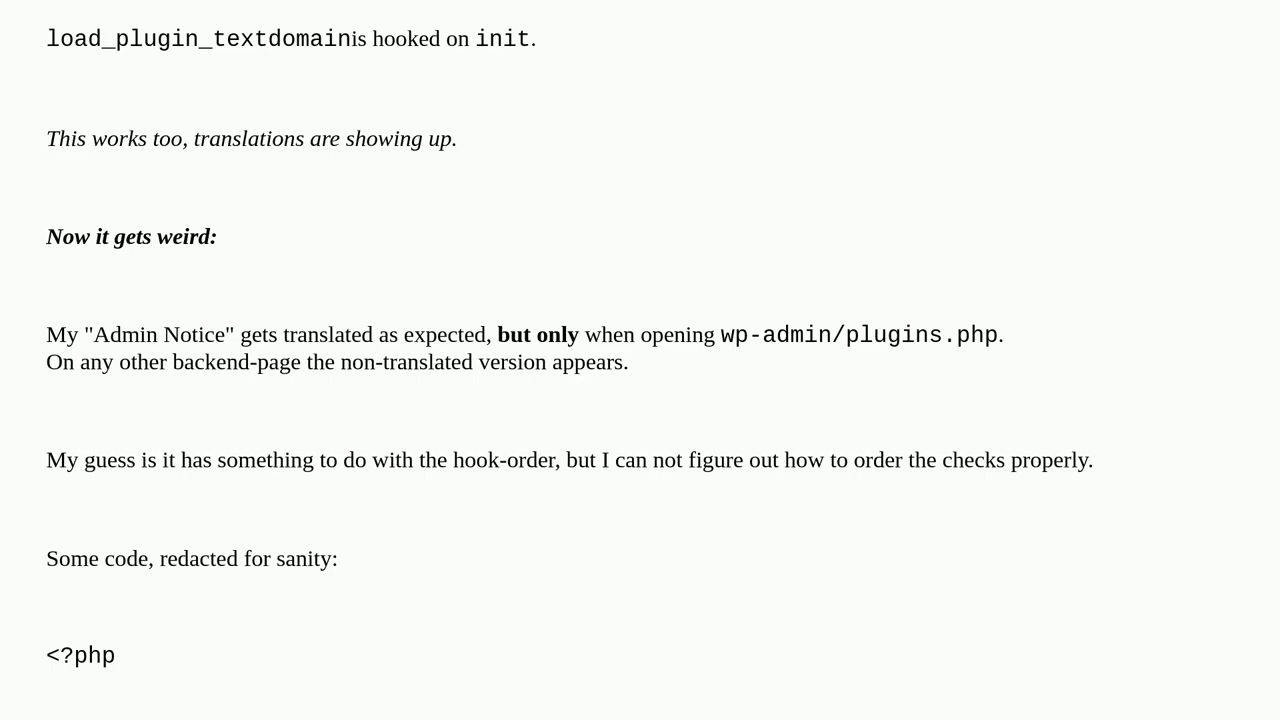 load_plugin_textdomainis hooked on init.
This works too, translations are showing up.
Now it gets weird:
My "Admin Notice" gets translated as expected, but only when opening wp-admin/plugins.php.
On any other backend-page the non-translated version appears.
My guess is it has something to do with the hook-order, but I can not figure out how to order the checks properly.
Some code, redacted for sanity:
<?php